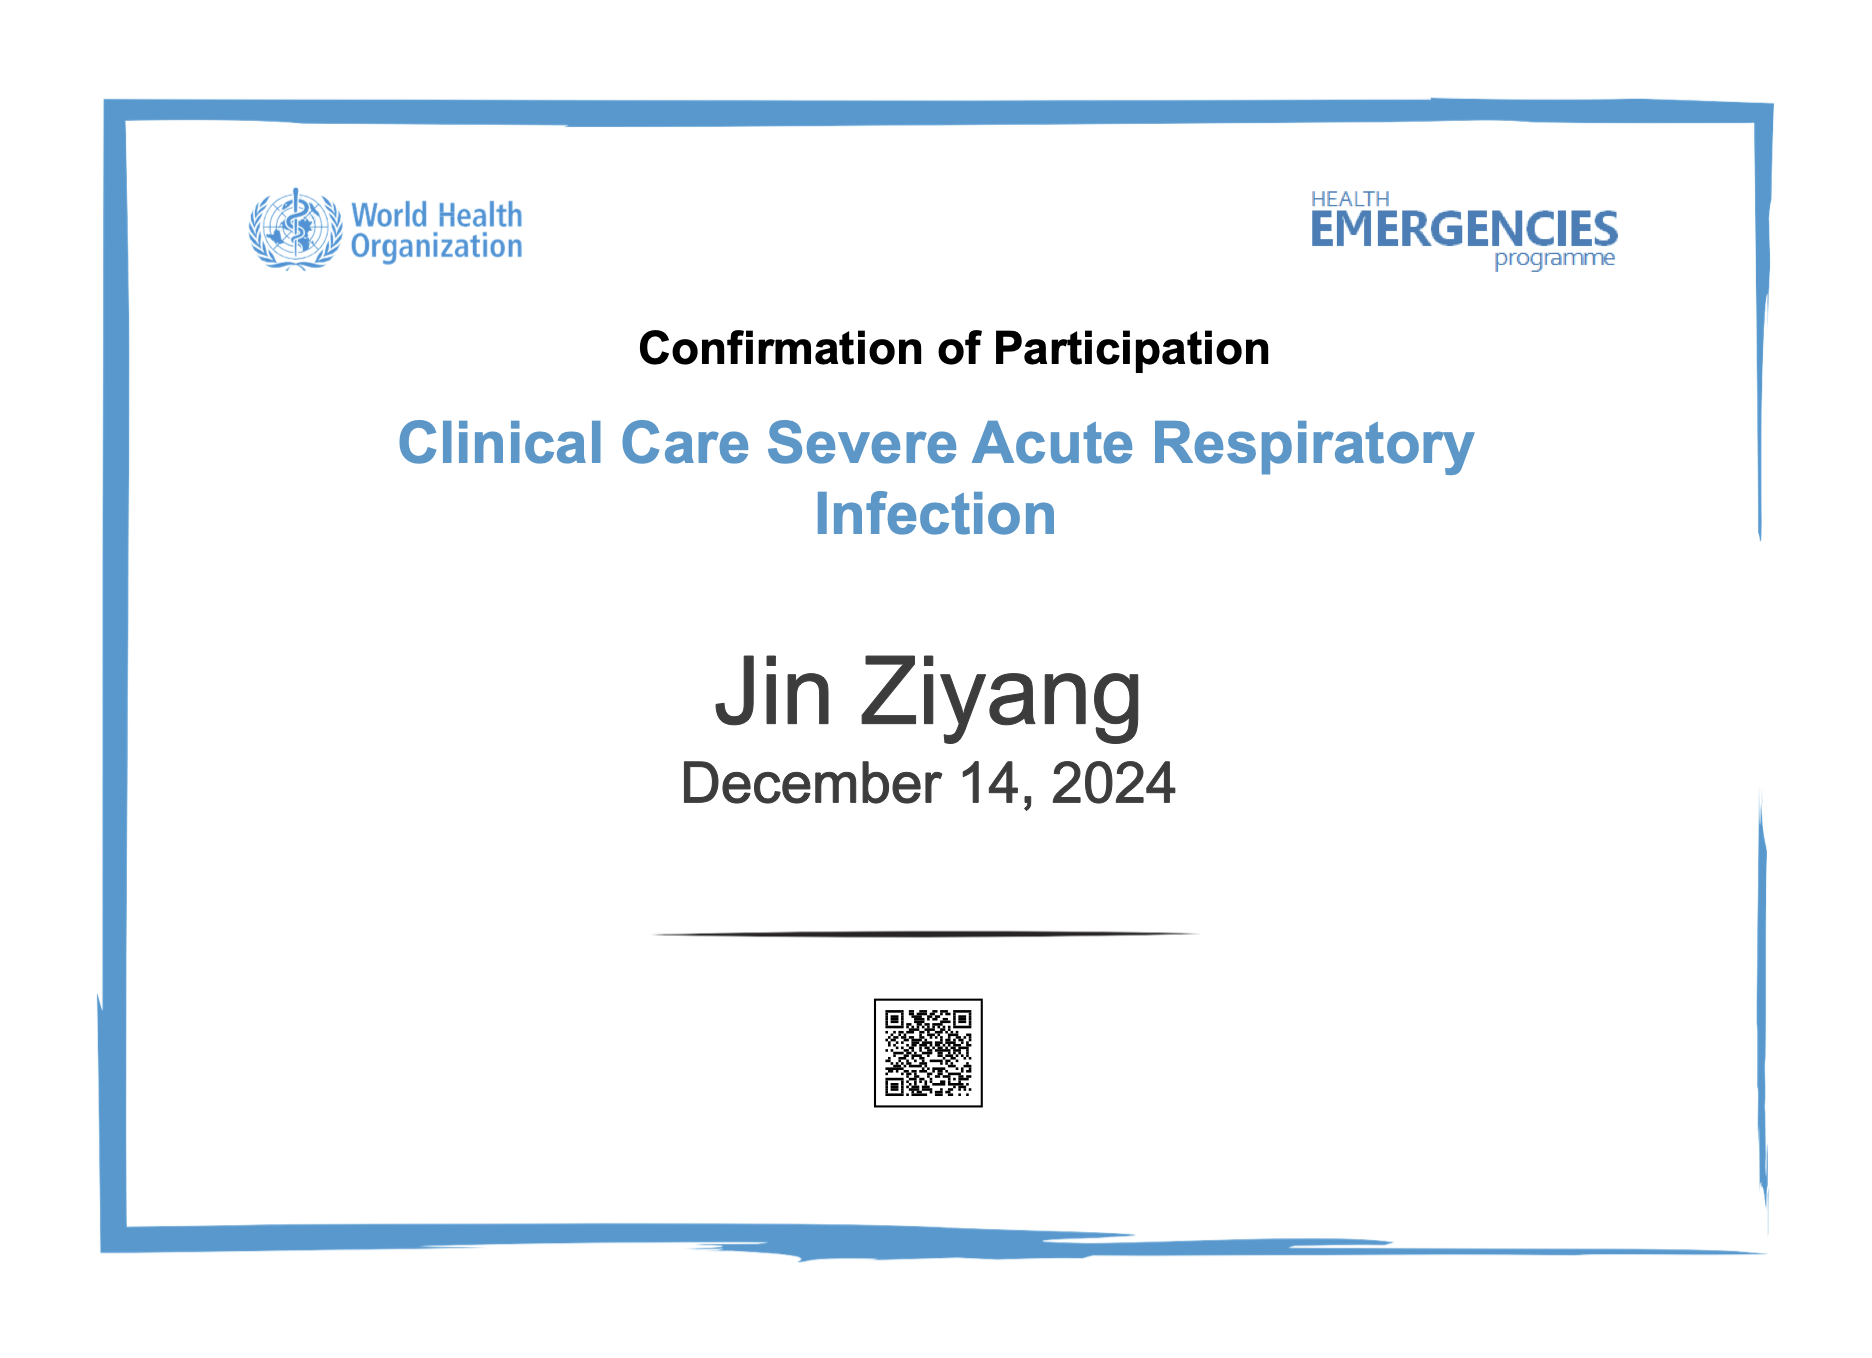 World Health
Organization
HEALTH
EMERGENCIES
programme
Confirmation of Participation
Clinical Care Severe Acute Respiratory
Infection
Jin Ziyang
December 14, 2024